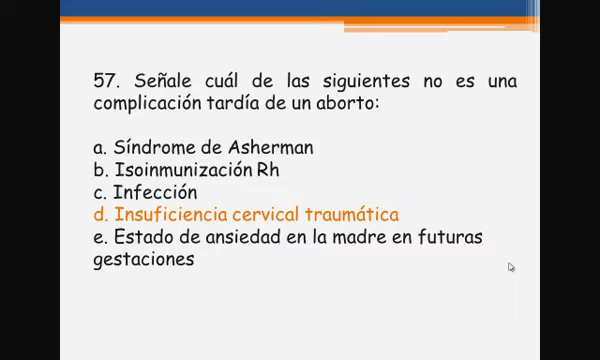 57. Señale cuál de las siguientes no es una
complicación tardía de un aborto:
a. Síndrome de Asherman
b. Isoinmunización Rh
c. Infección
d. Insuficiencia cervical traumática
e. Estado de ansiedad en la madre en futuras
gestaciones